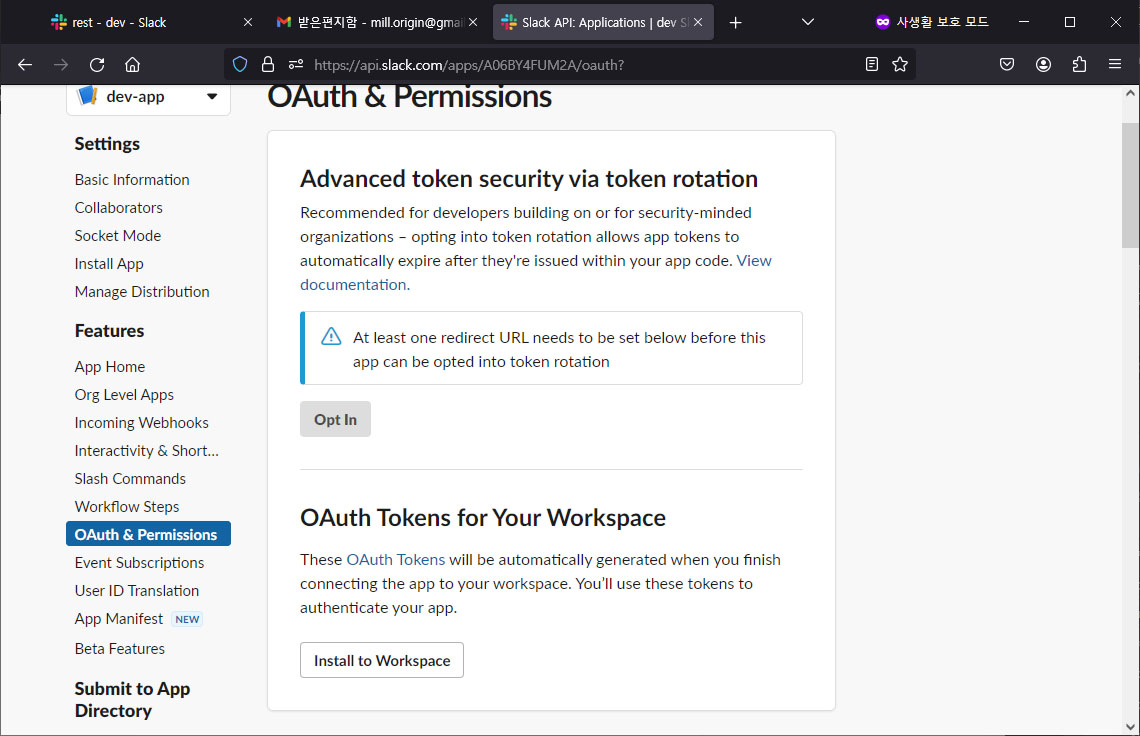 rest - dev - Slack
받은편지함 - mill.origin@gmai
Slack API: Applications | dev Sl
사생활 보호 모드
https://api.slack.com/apps/A06BY4FUM2A/oauth?
dev-app
OAuth & Permissions
Settings
Basic Information
Collaborators
Socket Mode
Install App
Manage Distribution
Features
App Home
Org Level Apps
Incoming Webhooks
Interactivity & Short...
Slash Commands
Workflow Steps
OAuth & Permissions
Event Subscriptions
User ID Translation
App Manifest NEW
Beta Features
Submit to App
Directory
Advanced token security via token rotation
Recommended for developers building on or for security-minded
organizations – opting into token rotation allows app tokens to
automatically expire after they're issued within your app code. View
documentation.
At least one redirect URL needs to be set below before this
app can be opted into token rotation
Opt In
OAuth Tokens for Your Workspace
These OAuth Tokens will be automatically generated when you finish
connecting the app to your workspace. You’ll use these tokens to
authenticate your app.
Install to Workspace